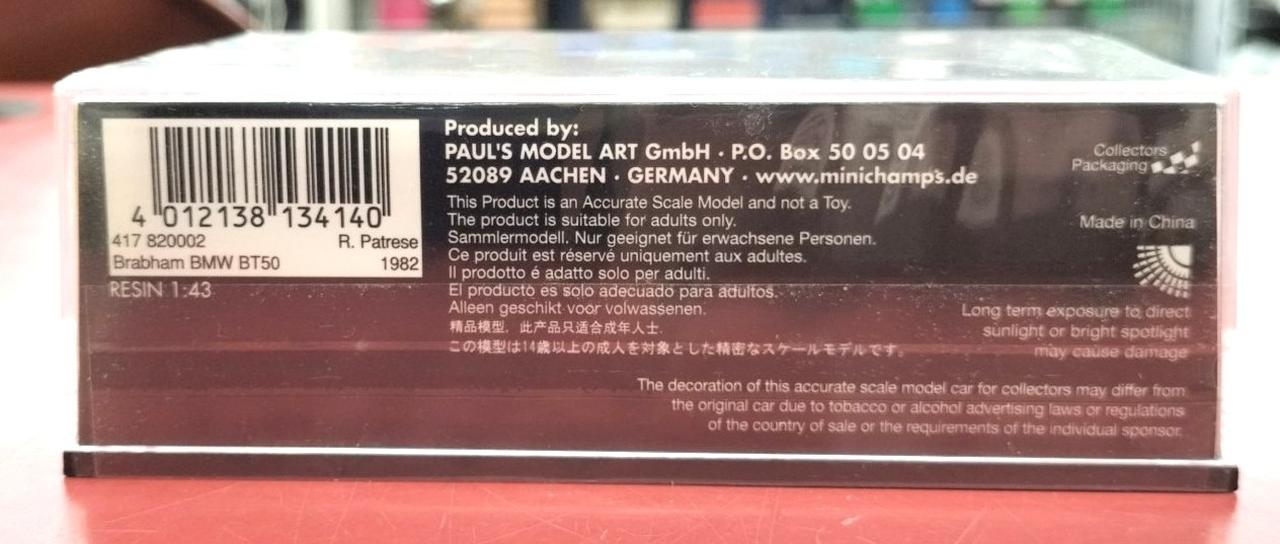 4 012138 134140
417 820002 R. Patrese
Brabham BMW BT50 1982
RESIN 1:43
Produced by:
PAUL'S MODEL ART GmbH · P.O. Box 50 05 04
52089 AACHEN · GERMANY · www.minichamps.de
This Product is an Accurate Scale Model and not a Toy.
The product is suitable for adults only.
Sammlermodell. Nur geeignet für erwachsene Personen.
Ce produit est réservé uniquement aux adultes.
Il prodotto é adatto solo per adulti.
El producto es solo adecuado para adultos.
Alleen geschikt voor volwassenen.
精品模型，此产品只适合成年人士.
この模型は14歳以上の成人を対象とした精密なスケールモデルです。
Collectors
Packaging
Made in China
Long term exposure to direct
sunlight or bright spotlight
may cause damage
The decoration of this accurate scale model car for collectors may differ from
the original car due to tobacco or alcohol advertising laws or regulations
of the country of sale or the requirements of the individual sponsor.